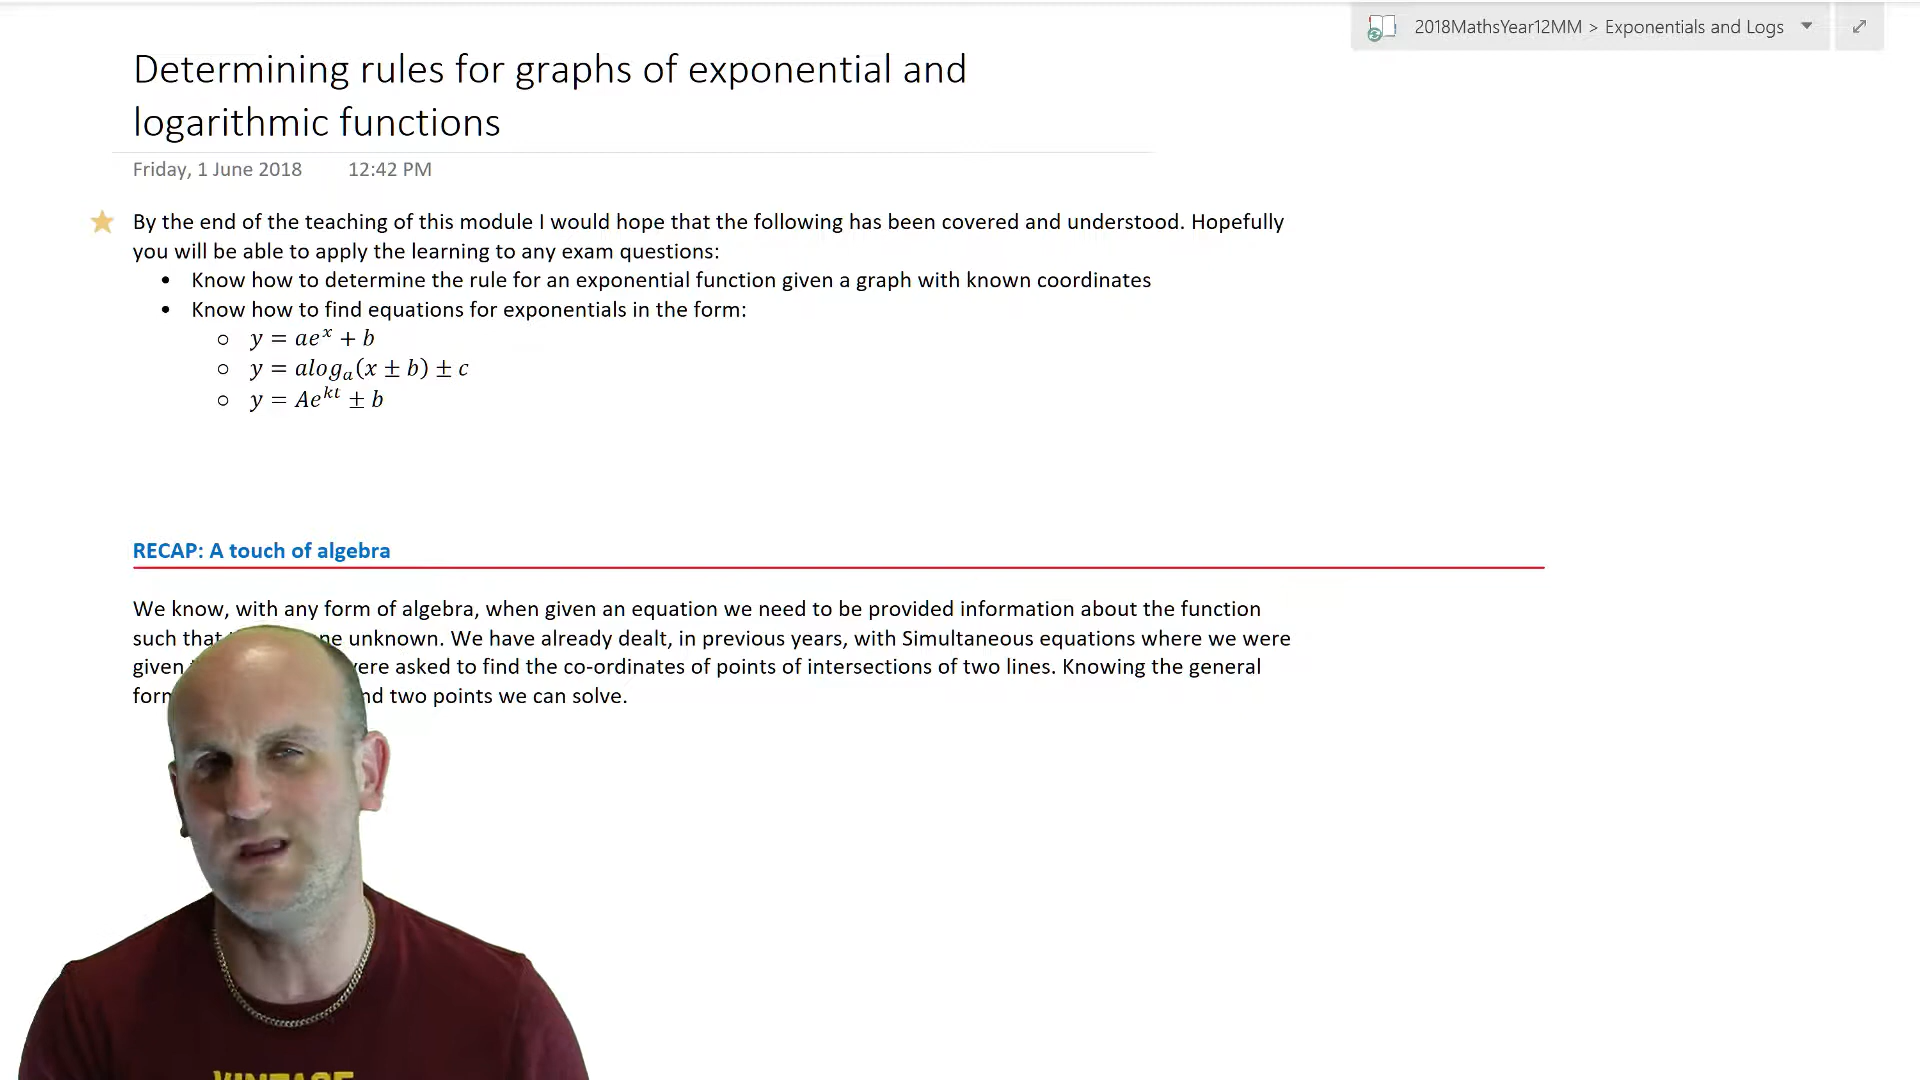 2018MathsYear12MM > Exponentials and Logs
Determining rules for graphs of exponential and
logarithmic functions
Friday, 1 June 2018 12:42 PM
By the end of the teaching of this module I would hope that the following has been covered and understood. Hopefully
you will be able to apply the learning to any exam questions:
• Know how to determine the rule for an exponential function given a graph with known coordinates
• Know how to find equations for exponentials in the form:
○ y = ae^x + b
○ y = alog_a(x ± b) ± c
○ y = Ae^{kt} ± b
RECAP: A touch of algebra
We know, with any form of algebra, when given an equation we need to be provided information about the function
such that unknown. We have already dealt, in previous years, with Simultaneous equations where we were
given were asked to find the co-ordinates of points of intersections of two lines. Knowing the general
two points we can solve.
VINTAGE